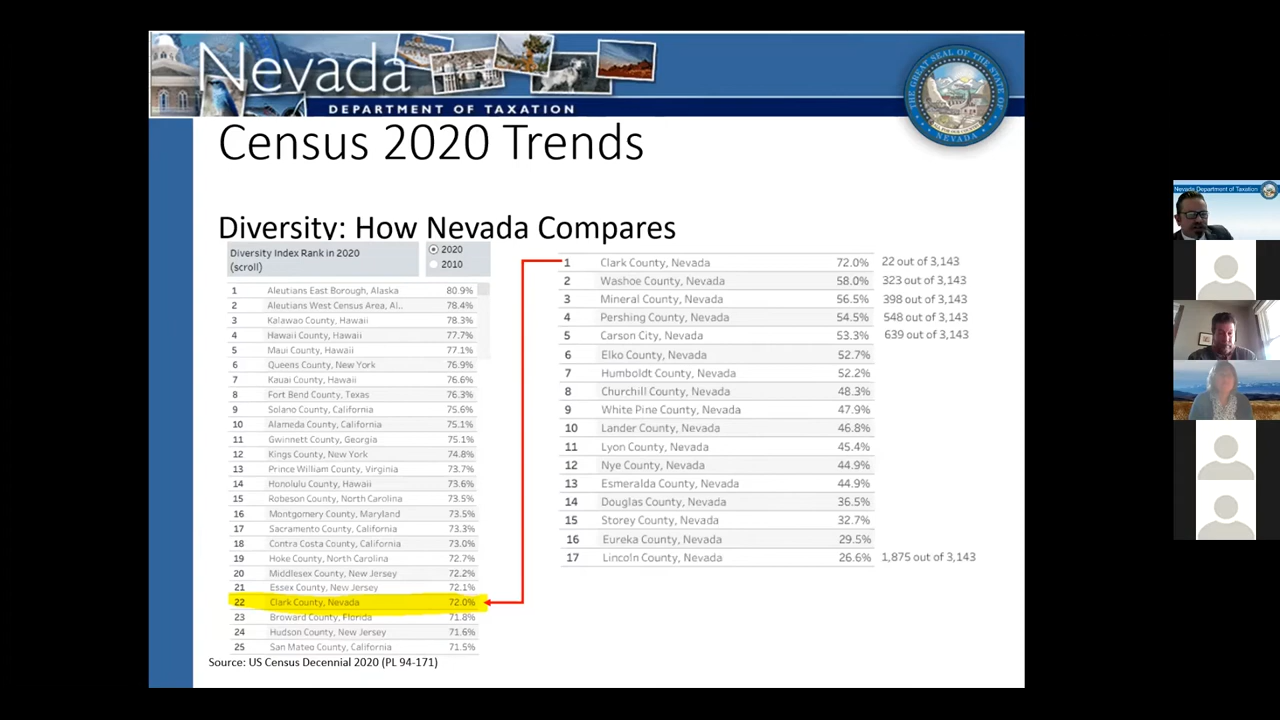 Nevada
DEPARTMENT OF TAXATION
THE GREAT SEAL OF THE STATE OF NEVADA
Census 2020 Trends
Diversity: How Nevada Compares
Diversity Index Rank in 2020
(scroll)
2020
2010
1 Aleutians East Borough, Alaska 80.9%
2 Aleutians West Census Area, Al.. 78.4%
3 Kalawao County, Hawaii 78.3%
4 Hawaii County, Hawaii 77.7%
5 Maui County, Hawaii 77.1%
6 Queens County, New York 76.9%
7 Kauai County, Hawaii 76.6%
8 Fort Bend County, Texas 76.3%
9 Solano County, California 75.6%
10 Alameda County, California 75.1%
11 Gwinnett County, Georgia 75.1%
12 Kings County, New York 74.8%
13 Prince William County, Virginia 73.7%
14 Honolulu County, Hawaii 73.6%
15 Robeson County, North Carolina 73.5%
16 Montgomery County, Maryland 73.5%
17 Sacramento County, California 73.3%
18 Contra Costa County, California 73.0%
19 Hoke County, North Carolina 72.7%
20 Middlesex County, New Jersey 72.2%
21 Essex County, New Jersey 72.1%
22 Clark County, Nevada 72.0%
23 Broward County, Florida 71.8%
24 Hudson County, New Jersey 71.6%
25 San Mateo County, California 71.5%
Source: US Census Decennial 2020 (PL 94-171)
1 Clark County, Nevada 72.0% 22 out of 3,143
2 Washoe County, Nevada 58.0% 323 out of 3,143
3 Mineral County, Nevada 56.5% 398 out of 3,143
4 Pershing County, Nevada 54.5% 548 out of 3,143
5 Carson City, Nevada 53.3% 639 out of 3,143
6 Elko County, Nevada 52.7%
7 Humboldt County, Nevada 52.2%
8 Churchill County, Nevada 48.3%
9 White Pine County, Nevada 47.9%
10 Lander County, Nevada 46.8%
11 Lyon County, Nevada 45.4%
12 Nye County, Nevada 44.9%
13 Esmeralda County, Nevada 44.9%
14 Douglas County, Nevada 36.5%
15 Storey County, Nevada 32.7%
16 Eureka County, Nevada 29.5%
17 Lincoln County, Nevada 26.6% 1,875 out of 3,143
Nevada Department of Taxation